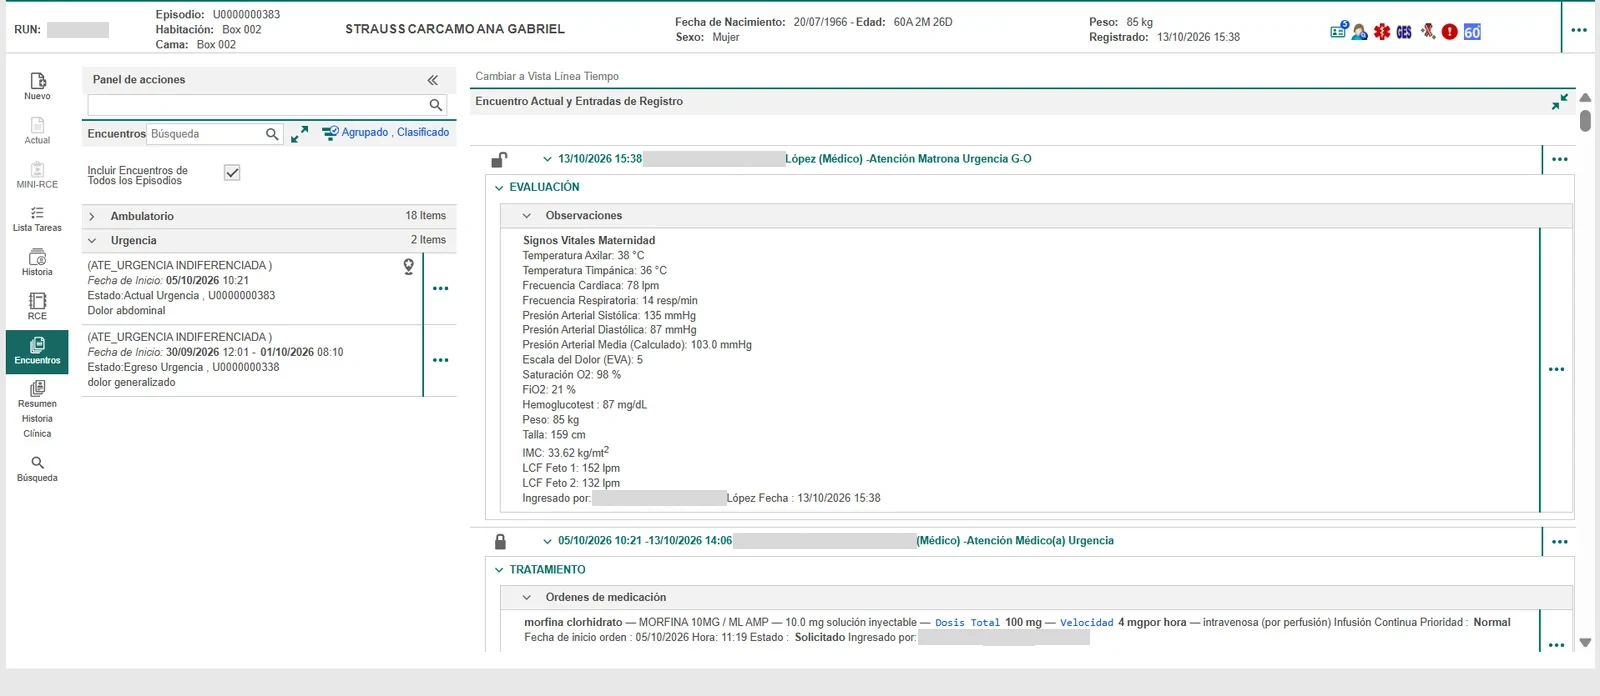 RUN:
Episodio: U0000000383
Habitación: Box 002
Cama: Box 002
STRAUSS CARCAMO ANA GABRIEL
Fecha de Nacimiento: 20/07/1966 - Edad: 60A 2M 26D
Sexo: Mujer
Peso: 85 kg
Registrado: 13/10/2026 15:38
5
GES
60
Nuevo
Actual
MINI-RCE
Lista Tareas
Historia
RCE
Encuentros
Resumen
Historia
Clínica
Búsqueda
Panel de acciones
Encuentros Búsqueda Agrupado , Clasificado
Incluir Encuentros de
Todos los Episodios
Ambulatorio 18 Items
Urgencia 2 Items
(ATE_URGENCIA INDIFERENCIADA )
Fecha de Inicio: 05/10/2026 10:21
Estado:Actual Urgencia , U0000000383
Dolor abdominal
(ATE_URGENCIA INDIFERENCIADA )
Fecha de Inicio: 30/09/2026 12:01 - 01/10/2026 08:10
Estado:Egreso Urgencia , U0000000338
dolor generalizado
Cambiar a Vista Línea Tiempo
Encuentro Actual y Entradas de Registro
13/10/2026 15:38 López (Médico) -Atención Matrona Urgencia G-O
EVALUACIÓN
Observaciones
Signos Vitales Maternidad
Temperatura Axilar: 38 °C
Temperatura Timpánica: 36 °C
Frecuencia Cardiaca: 78 lpm
Frecuencia Respiratoria: 14 resp/min
Presión Arterial Sistólica: 135 mmHg
Presión Arterial Diastólica: 87 mmHg
Presión Arterial Media (Calculado): 103.0 mmHg
Escala del Dolor (EVA): 5
Saturación O2: 98 %
FiO2: 21 %
Hemoglucotest : 87 mg/dL
Peso: 85 kg
Talla: 159 cm
IMC: 33.62 kg/mt2
LCF Feto 1: 152 lpm
LCF Feto 2: 132 lpm
Ingresado por: López Fecha : 13/10/2026 15:38
05/10/2026 10:21 -13/10/2026 14:06 (Médico) -Atención Médico(a) Urgencia
TRATAMIENTO
Ordenes de medicación
morfina clorhidrato — MORFINA 10MG / ML AMP — 10.0 mg solución inyectable — Dosis Total 100 mg — Velocidad 4 mgpor hora — intravenosa (por perfusión) Infusión Continua Prioridad : Normal
Fecha de inicio orden : 05/10/2026 Hora: 11:19 Estado : Solicitado Ingresado por: